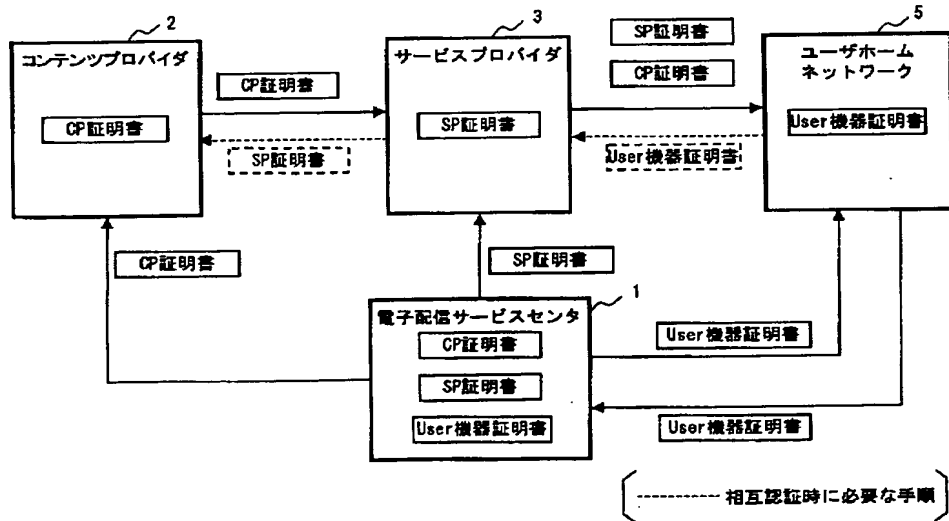 2
コンテンツプロバイダ
CP証明書
CP証明書
SP証明書
3
サービスプロバイダ
SP証明書
SP証明書
CP証明書
User機器証明書
5
ユーザホーム
ネットワーク
User機器証明書
CP証明書
SP証明書
1
電子配信サービスセンタ
CP証明書
SP証明書
User機器証明書
User機器証明書
User機器証明書
相互認証時に必要な手順